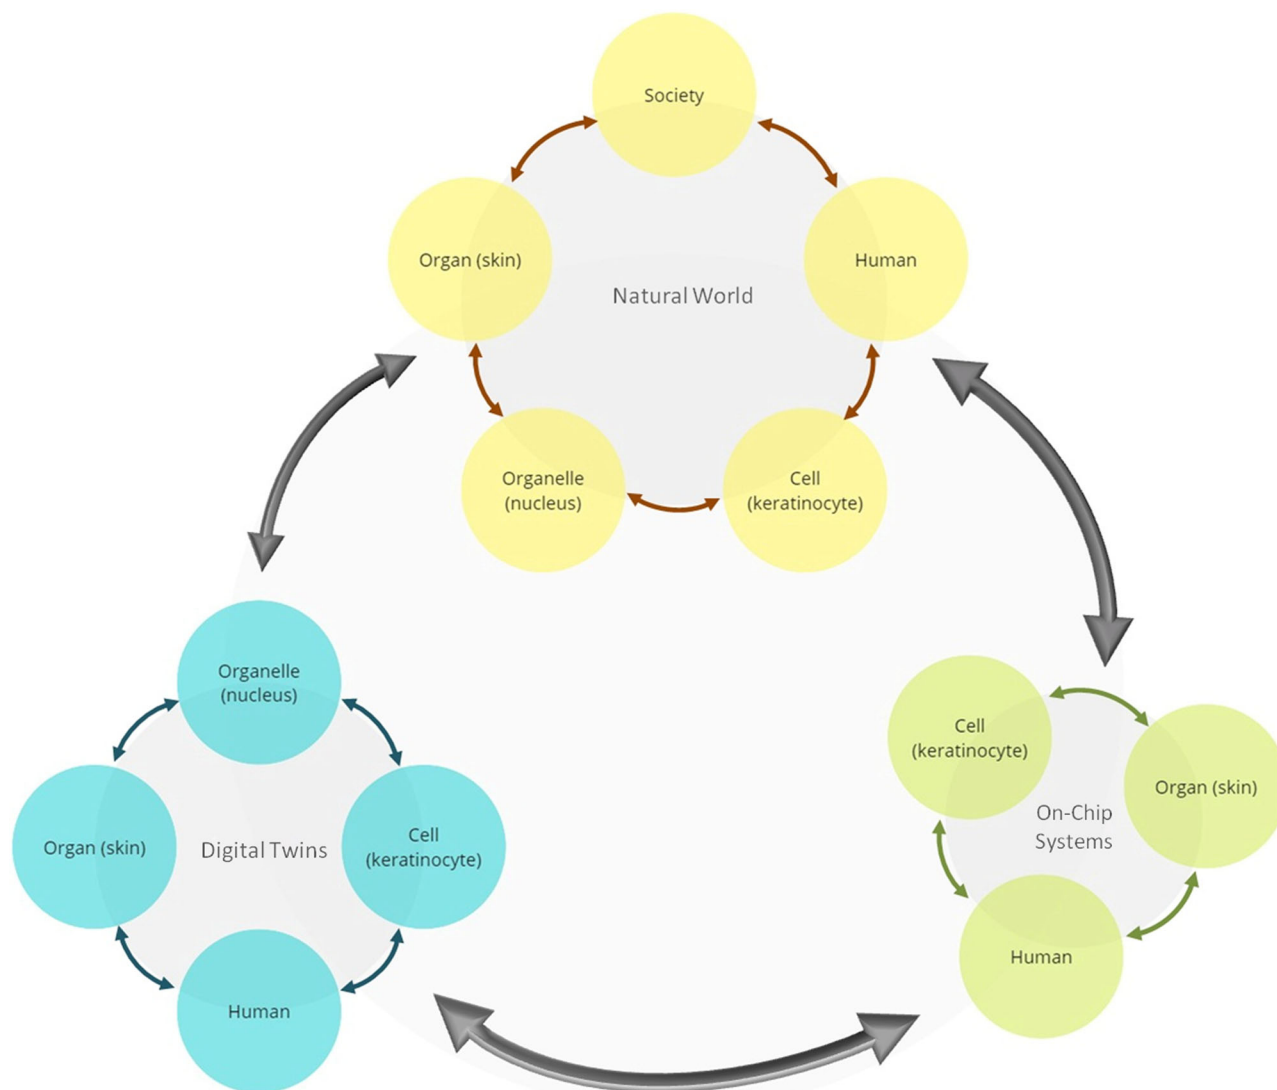 Society
Organ (skin)
Human
Natural World
Organelle
(nucleus)
Cell
(keratinocyte)
Organelle
(nucleus)
Organ (skin)
Digital Twins
Cell
(keratinocyte)
Human
Cell
(keratinocyte)
Organ (skin)
On-Chip
Systems
Human